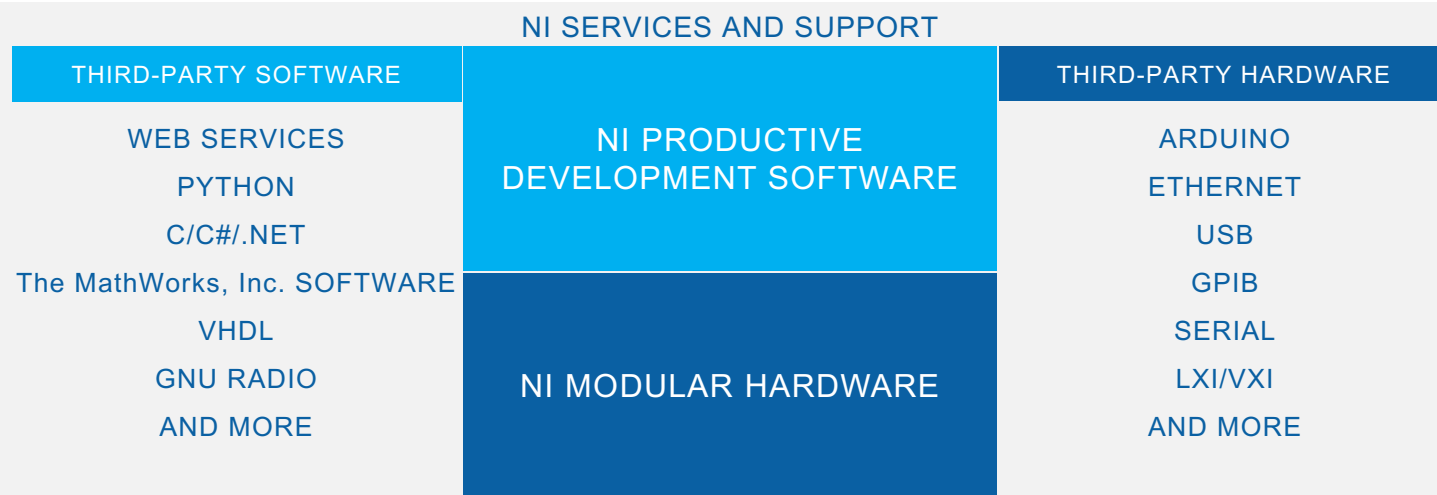 NI SERVICES AND SUPPORT
THIRD-PARTY SOFTWARE
WEB SERVICES
PYTHON
C/C#/.NET
The MathWorks, Inc. SOFTWARE
VHDL
GNU RADIO
AND MORE
NI PRODUCTIVE
DEVELOPMENT SOFTWARE
NI MODULAR HARDWARE
THIRD-PARTY HARDWARE
ARDUINO
ETHERNET
USB
GPIB
SERIAL
LXI/VXI
AND MORE